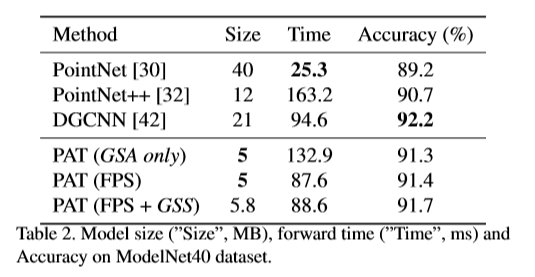 Method Size Time Accuracy (%)
PointNet [30] 40 25.3 89.2
PointNet++ [32] 12 163.2 90.7
DGCNN [42] 21 94.6 92.2
PAT (GSA only) 5 132.9 91.3
PAT (FPS) 5 87.6 91.4
PAT (FPS + GSS) 5.8 88.6 91.7
Table 2. Model size ("Size", MB), forward time ("Time", ms) and
Accuracy on ModelNet40 dataset.